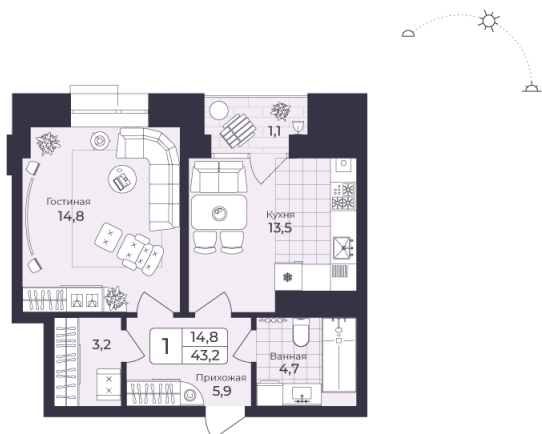 1,1
Гостиная
14,8
Кухня
13,5
3,2
1
14,8
43,2
Прихожая
5,9
Ванная
4,7